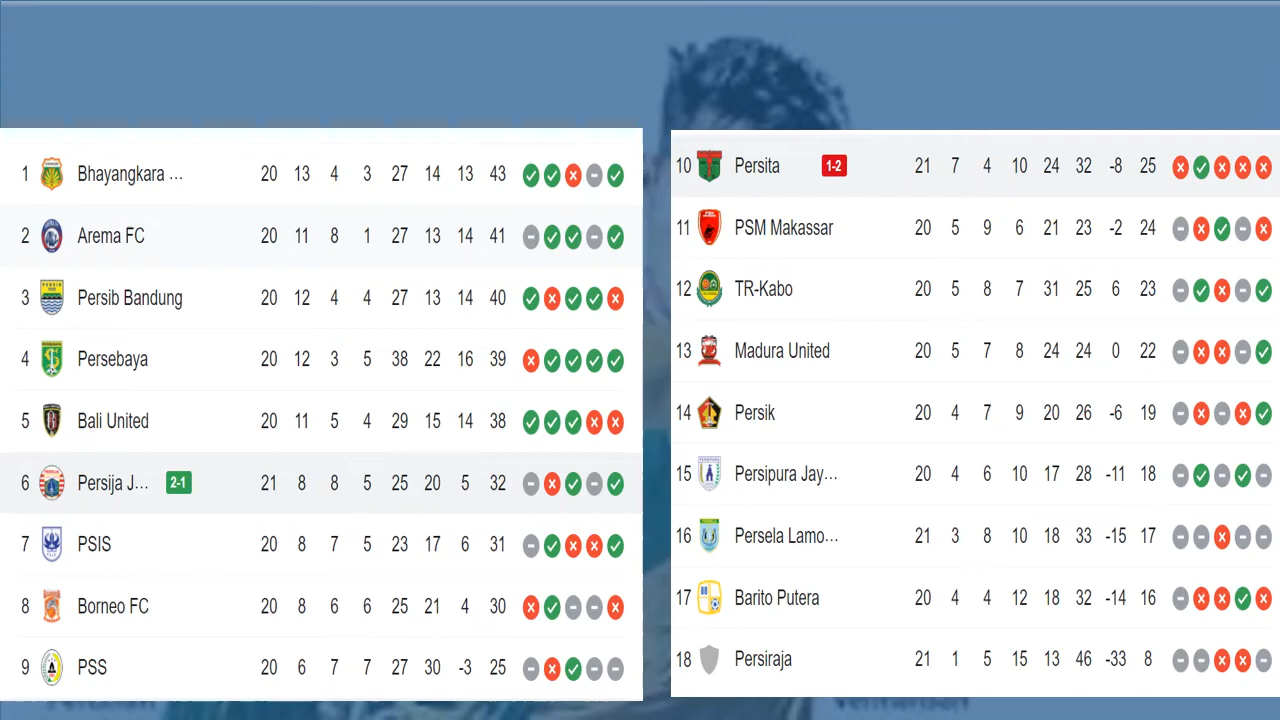 1 Bhayangkara ... 20 13 4 3 27 14 13 43
2 Arema FC 20 11 8 1 27 13 14 41
3 Persib Bandung 20 12 4 4 27 13 14 40
4 Persebaya 20 12 3 5 38 22 16 39
5 Bali United 20 11 5 4 29 15 14 38
6 Persija J... 2-1 21 8 8 5 25 20 5 32
7 PSIS 20 8 7 5 23 17 6 31
8 Borneo FC 20 8 6 6 25 21 4 30
9 PSS 20 6 7 7 27 30 -3 25
10 Persita 1-2 21 7 4 10 24 32 -8 25
11 PSM Makassar 20 5 9 6 21 23 -2 24
12 TR-Kabo 20 5 8 7 31 25 6 23
13 Madura United 20 5 7 8 24 24 0 22
14 Persik 20 4 7 9 20 26 -6 19
15 Persipura Jay... 20 4 6 10 17 28 -11 18
16 Persela Lamo... 21 3 8 10 18 33 -15 17
17 Barito Putera 20 4 4 12 18 32 -14 16
18 Persiraja 21 1 5 15 13 46 -33 8